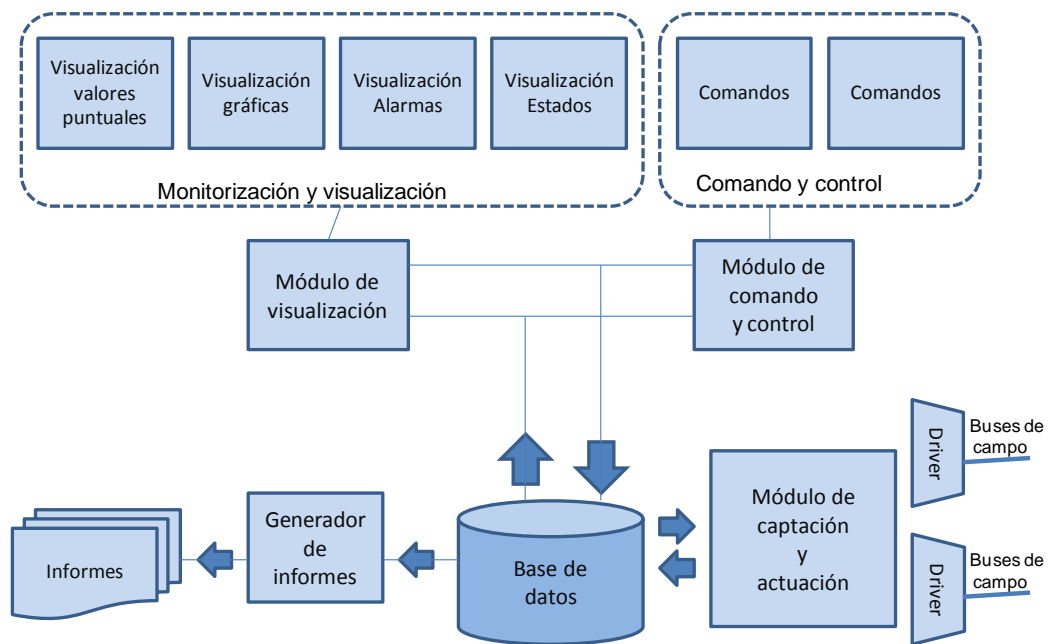 Visualización
valores
puntuales
Visualización
gráficas
Visualización
Alarmas
Visualización
Estados
Comandos
Comandos
Monitorización y visualización
Comando y control
Módulo de
visualización
Módulo de
comando
y control
Driver
Buses de
campo
Módulo de
captación
y
actuación
Generador
de
informes
Informes
Base de
datos
Driver
Buses de
campo